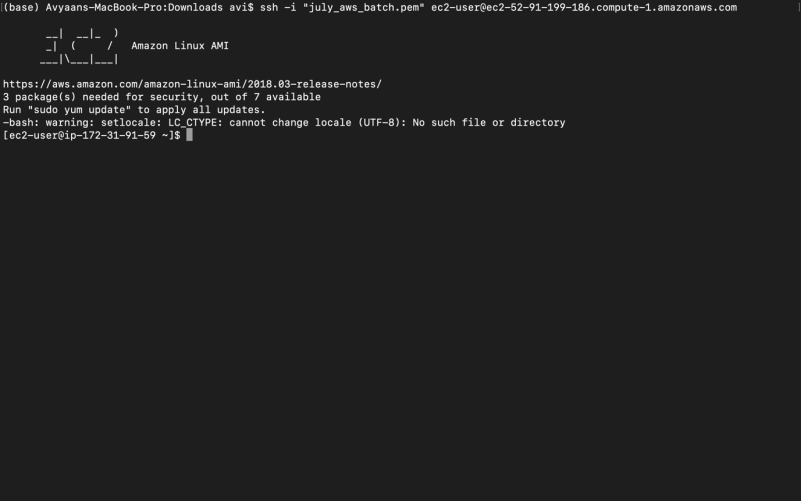 (base) Avyaans-MacBook-Pro:Downloads avi$ ssh -i "july_aws_batch.pem" ec2-user@ec2-52-91-199-186.compute-1.amazonaws.com
       __|  __|_  )
       _|  (     /   Amazon Linux AMI
      ___|\___|___|
https://aws.amazon.com/amazon-linux-ami/2018.03-release-notes/
3 package(s) needed for security, out of 7 available
Run "sudo yum update" to apply all updates.
-bash: warning: setlocale: LC_CTYPE: cannot change locale (UTF-8): No such file or directory
[ec2-user@ip-172-31-91-59 ~]$